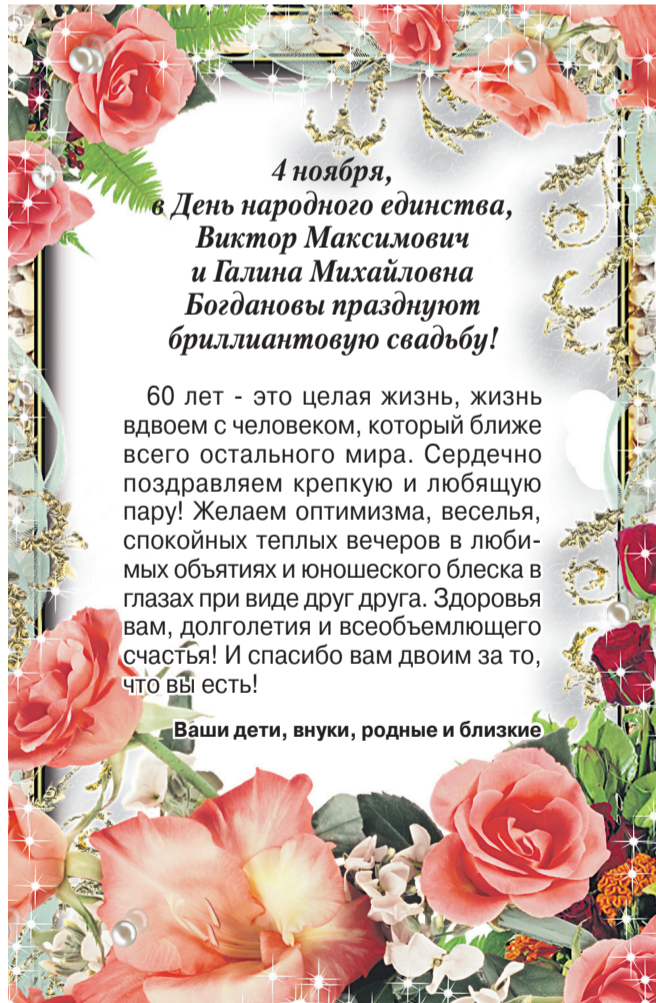 4 ноября,
в День народного единства,
Виктор Максимович
и Галина Михайловна
Богдановы празднуют
бриллиантовую свадьбу!
60 лет - это целая жизнь, жизнь
вдвоем с человеком, который ближе
всего остального мира. Сердечно
поздравляем крепкую и любящую
пару! Желаем оптимизма, веселья,
спокойных теплых вечеров в люби-
мых объятиях и юношеского блеска в
глазах при виде друг друга. Здоровья
вам, долголетия и всеобъемлющего
счастья! И спасибо вам двоим за то,
что вы есть!
Ваши дети, внуки, родные и близкие